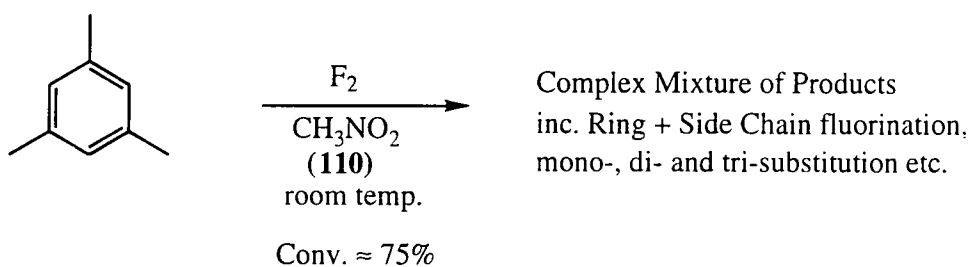 F₂
CH₃NO₂
(110)
room temp.
Conv. ≈ 75%
Complex Mixture of Products
inc. Ring + Side Chain fluorination,
mono-, di- and tri-substitution etc.